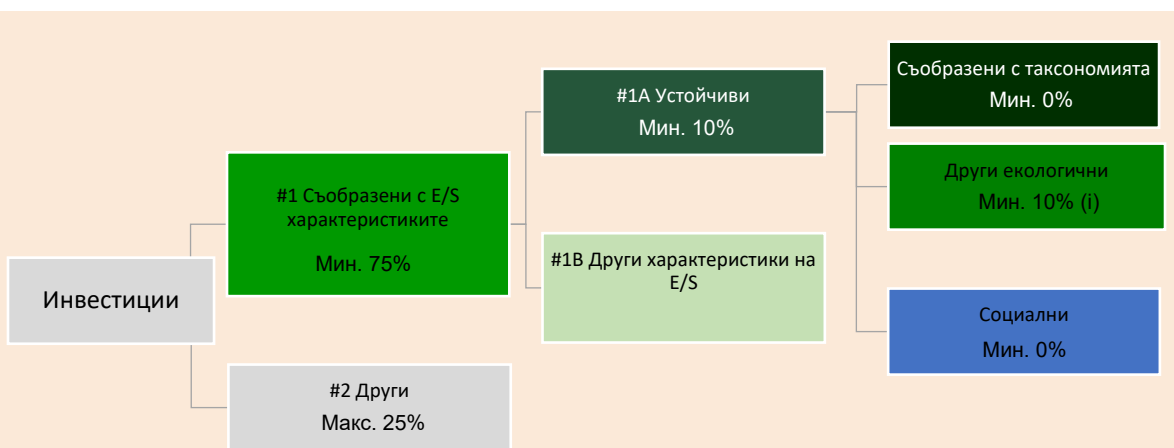 Инвестиции
#1 Съобразени с E/S
характеристиките
Мин. 75%
#2 Други
Макс. 25%
#1A Устойчиви
Мин. 10%
#1B Други характеристики на
E/S
Съобразени с таксономията
Мин. 0%
Други екологични
Мин. 10% (i)
Социални
Мин. 0%